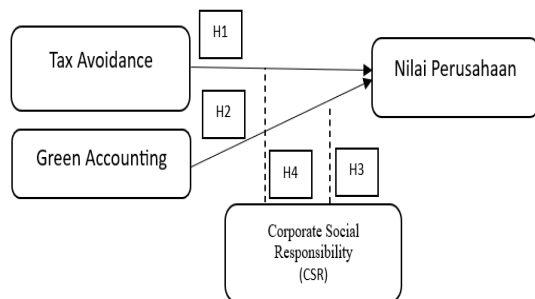 H1
Tax Avoidance
Nilai Perusahaan
H2
Green Accounting
H4
H3
Corporate Social
Responsibility
(CSR)